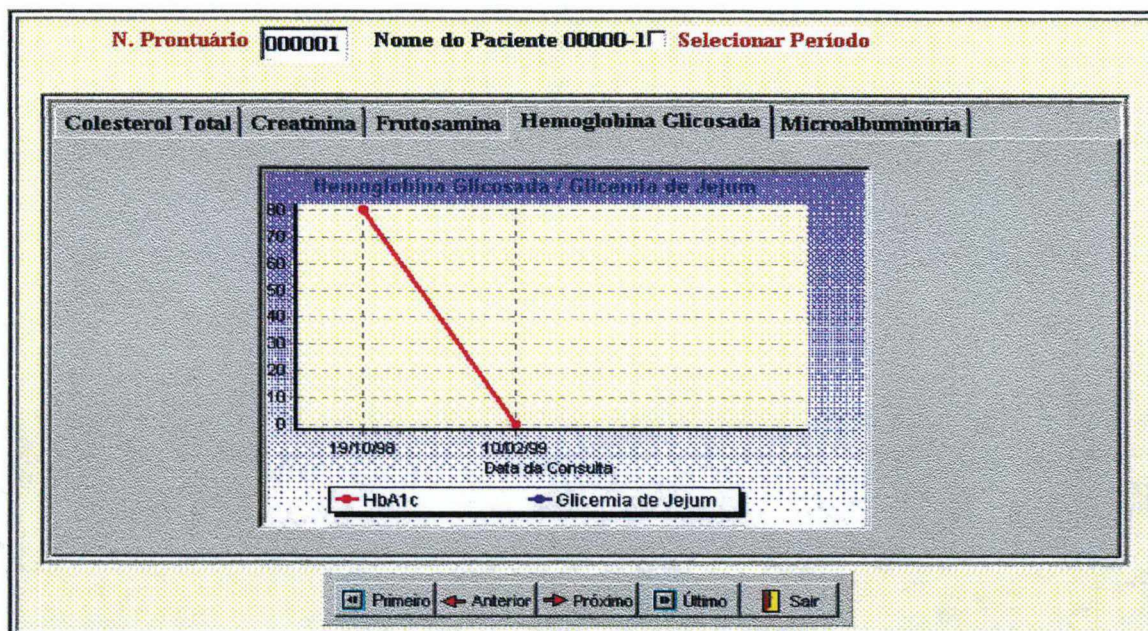 N. Prontuário 000001 Nome do Paciente 00000-1 Selecionar Período
Colesterol Total Creatinina Frutosamina Hemoglobina Glicosada Microalbuminúria
Hemoglobina Glicosada / Glicemia de Jejum
80
70
60
50
40
30
20
10
0
19/10/98 10/02/99
Data da Consulta
HbA1c Glicemia de Jejum
Primeiro Anterior Próximo Último Sair